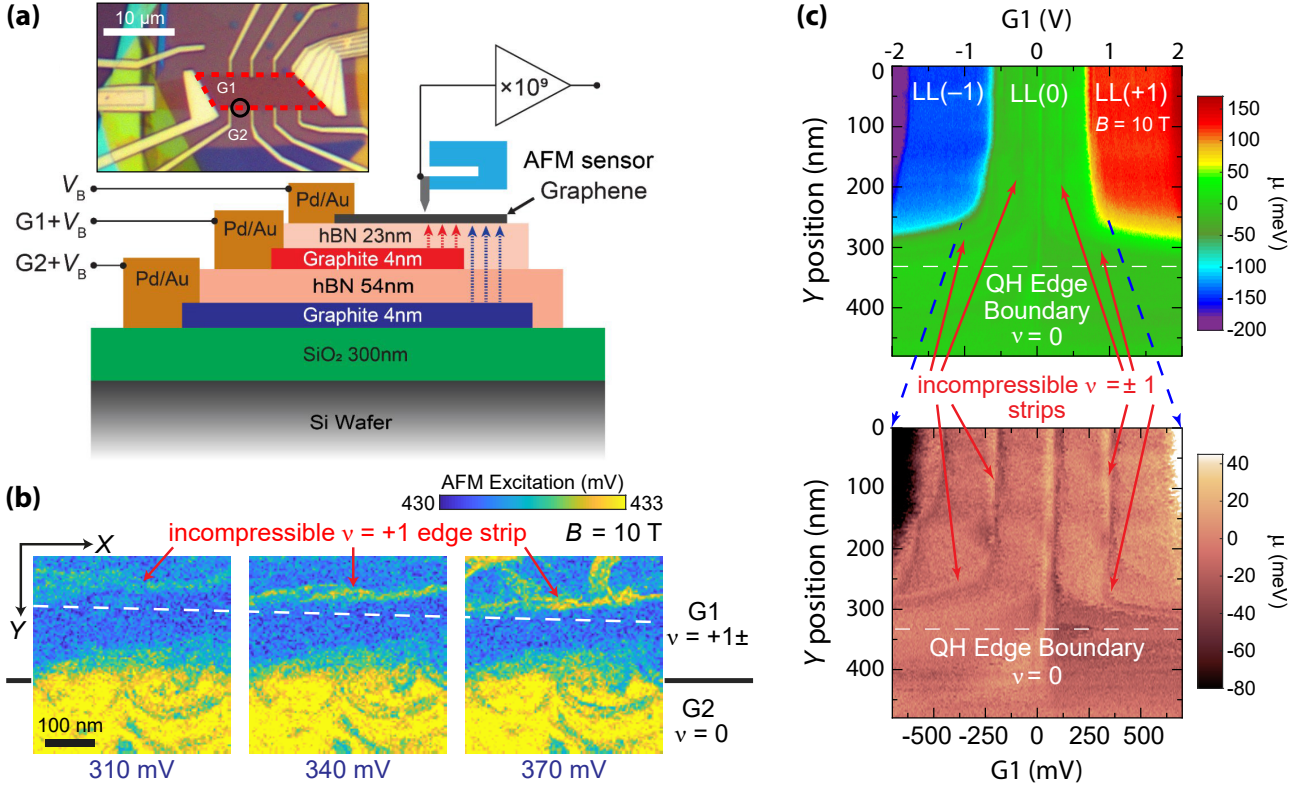 (a)
10 μm
G1
G2
×10⁹
AFM sensor
Graphene
V_B
Pd/Au
G1+V_B
Pd/Au
hBN 23nm
Graphite 4nm
G2+V_B
Pd/Au
hBN 54nm
Graphite 4nm
SiO₂ 300nm
Si Wafer
(b)
AFM Excitation (mV)
430
433
incompressible ν = +1 edge strip
B = 10 T
X
Y
G1
ν = +1±
G2
ν = 0
100 nm
310 mV
340 mV
370 mV
(c)
G1 (V)
-2 -1 0 1 2
LL(–1) LL(0) LL(+1)
B = 10 T
0
100
200
300
400
Y position (nm)
QH Edge
Boundary
ν = 0
150
100
50
0
-50
-100
-150
-200
μ (meV)
incompressible ν = ± 1
strips
0
100
200
300
400
Y position (nm)
QH Edge Boundary
ν = 0
-500 -250 0 250 500
G1 (mV)
40
20
0
-20
-40
-60
-80
μ (meV)